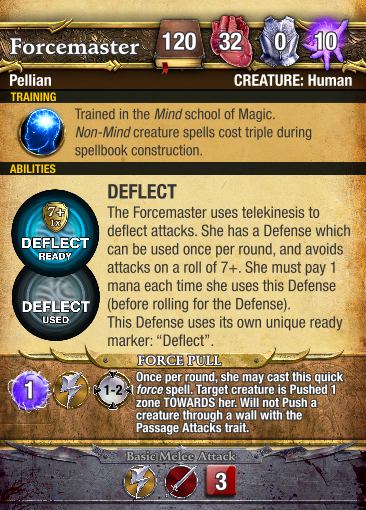 Forcemaster 120 32 0 10
Pellian CREATURE: Human
TRAINING
Trained in the Mind school of Magic.
Non-Mind creature spells cost triple during
spellbook construction.
ABILITIES
DEFLECT
The Forcemaster uses telekinesis to
deflect attacks. She has a Defense which
can be used once per round, and avoids
attacks on a roll of 7+. She must pay 1
mana each time she uses this Defense
(before rolling for the Defense).
This Defense uses its own unique ready
marker: “Deflect”.
7+
1X
DEFLECT
READY
DEFLECT
USED
FORCE PULL
1
1-2
Once per round, she may cast this quick
force spell. Target creature is Pushed 1
zone TOWARDS her. Will not Push a
creature through a wall with the
Passage Attacks trait.
Basic Melee Attack
3